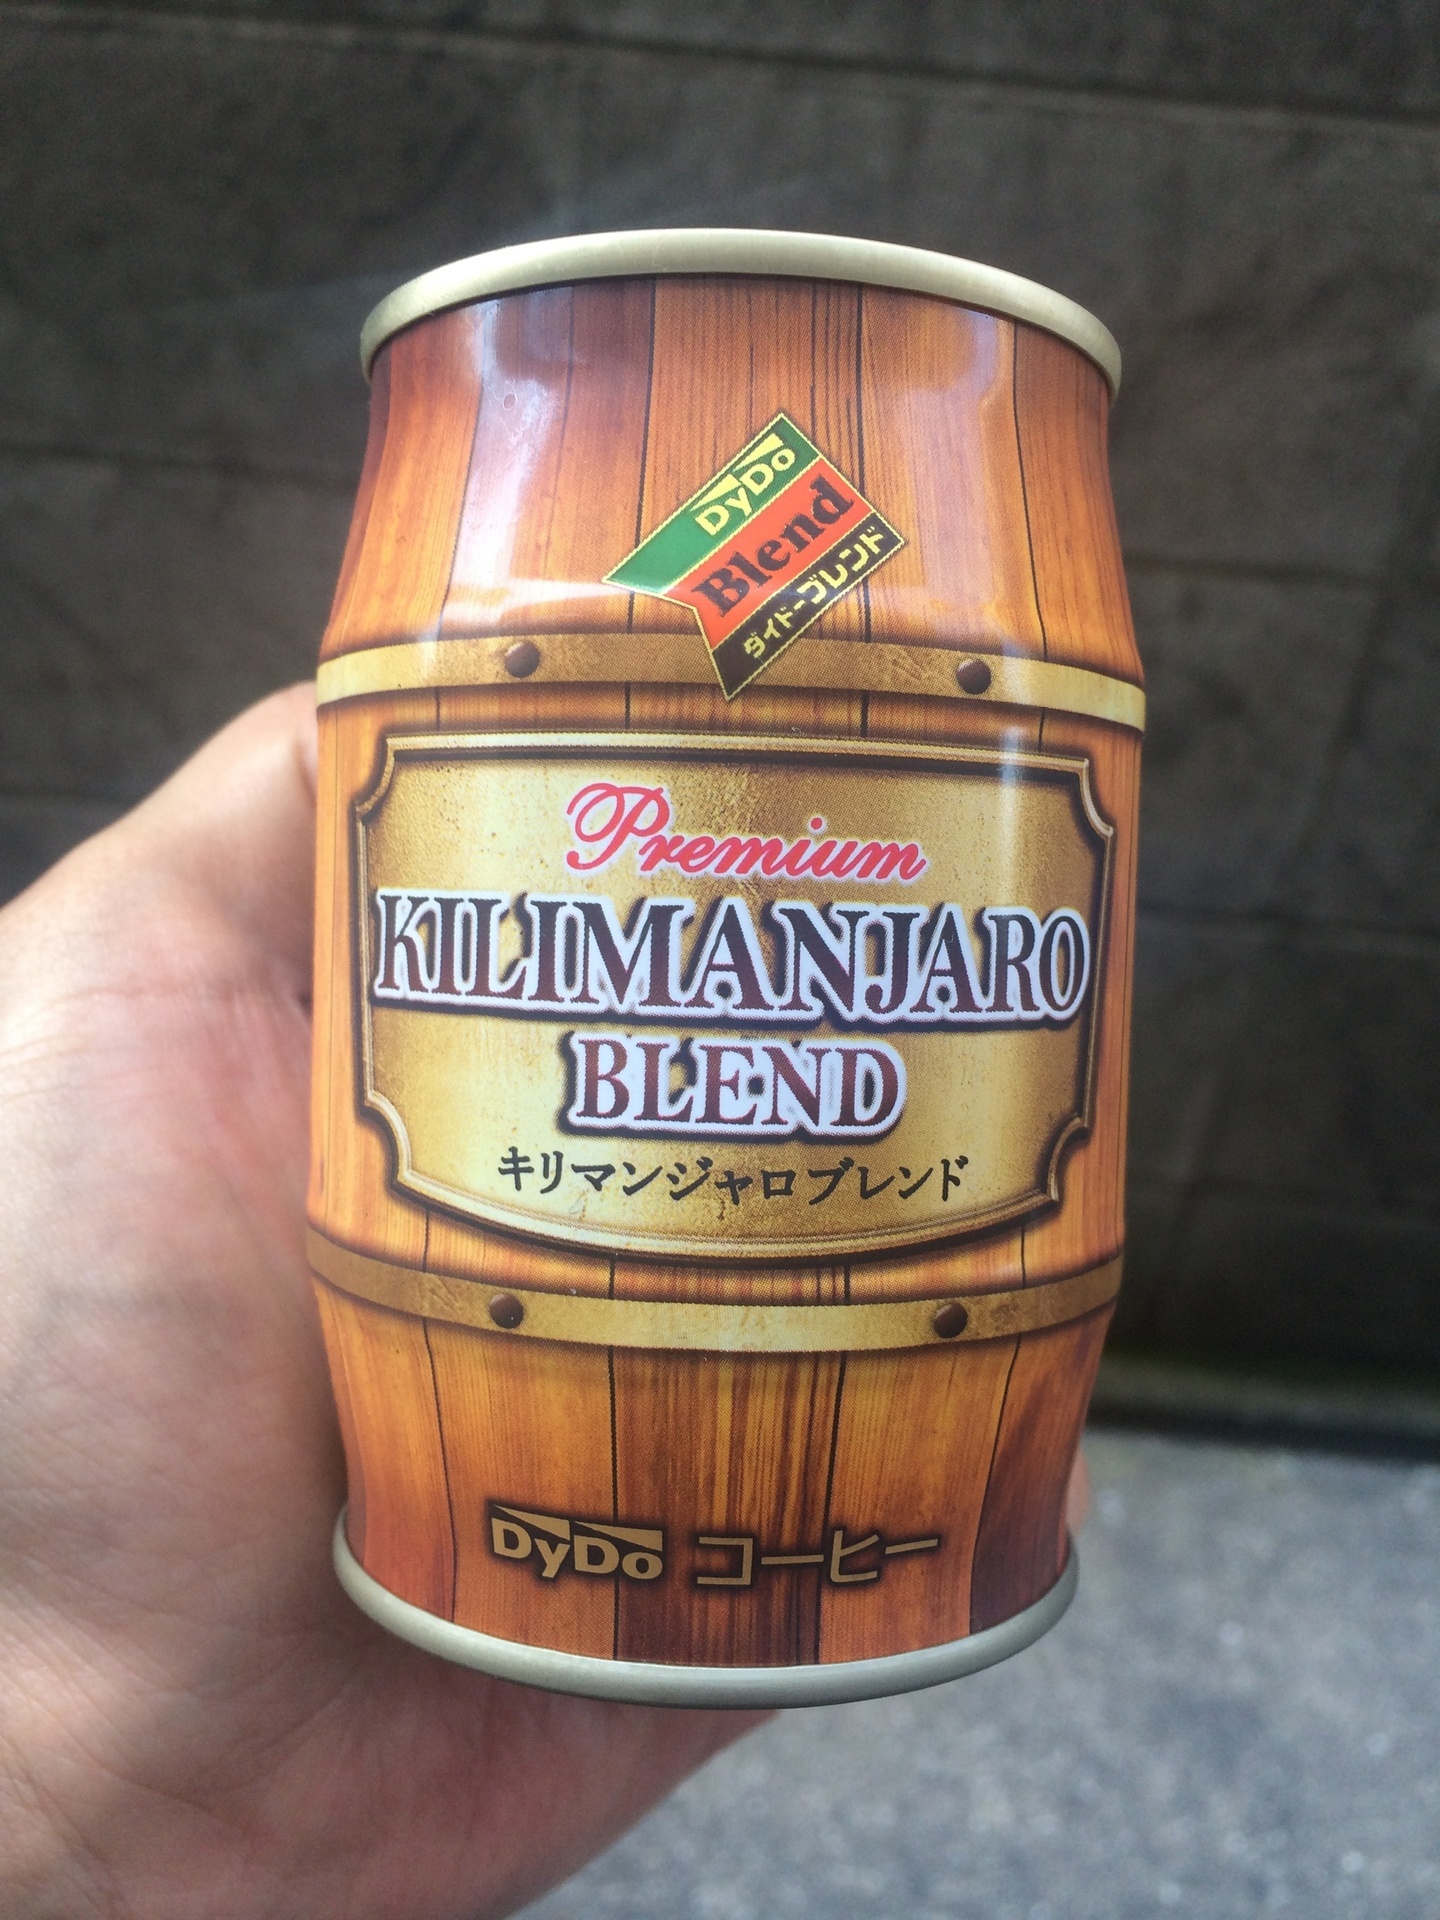 DyDo
Blend
ダイドーブレンド
Premium
KILIMANJARO
BLEND
キリマンジャロブレンド
DyDo コーヒー